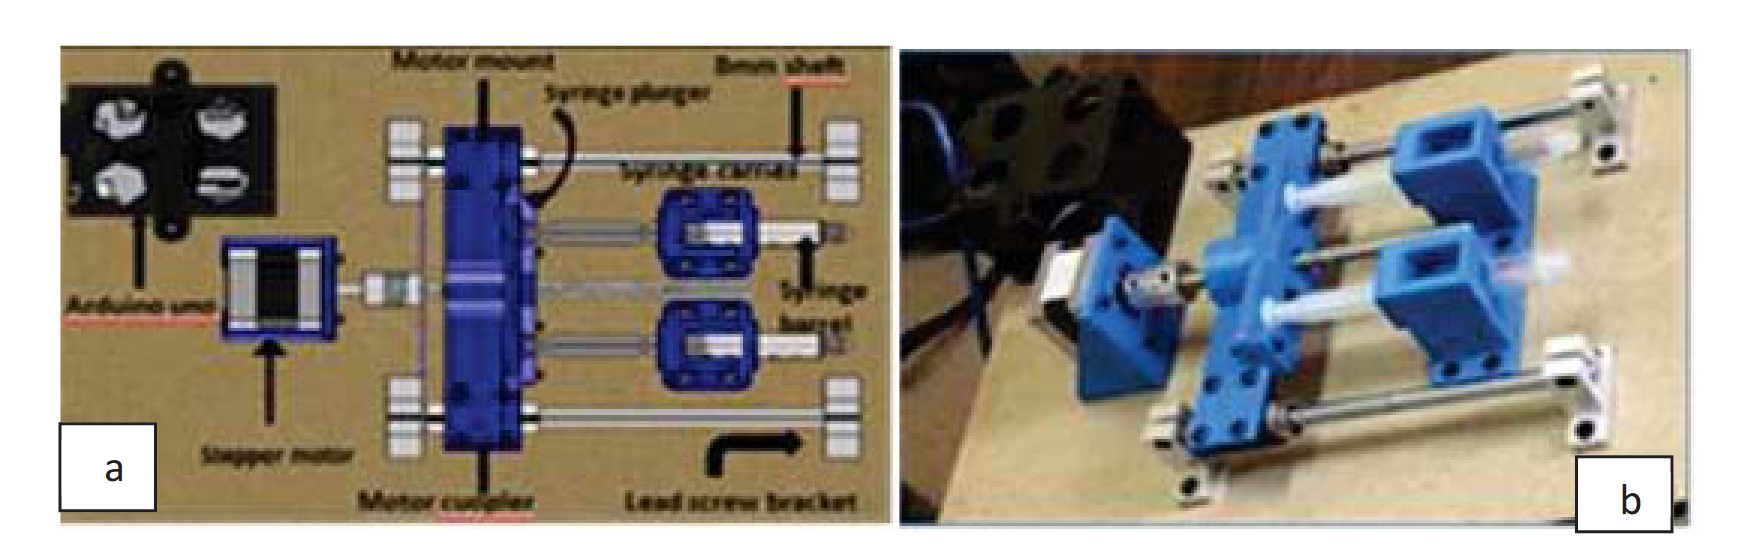 Motor mount
8mm shaft
Syringe plunger
Syringe carrier
Arduino uno
Syringe
barrel
Stepper motor
Motor coupler
Lead screw bracket
a
b